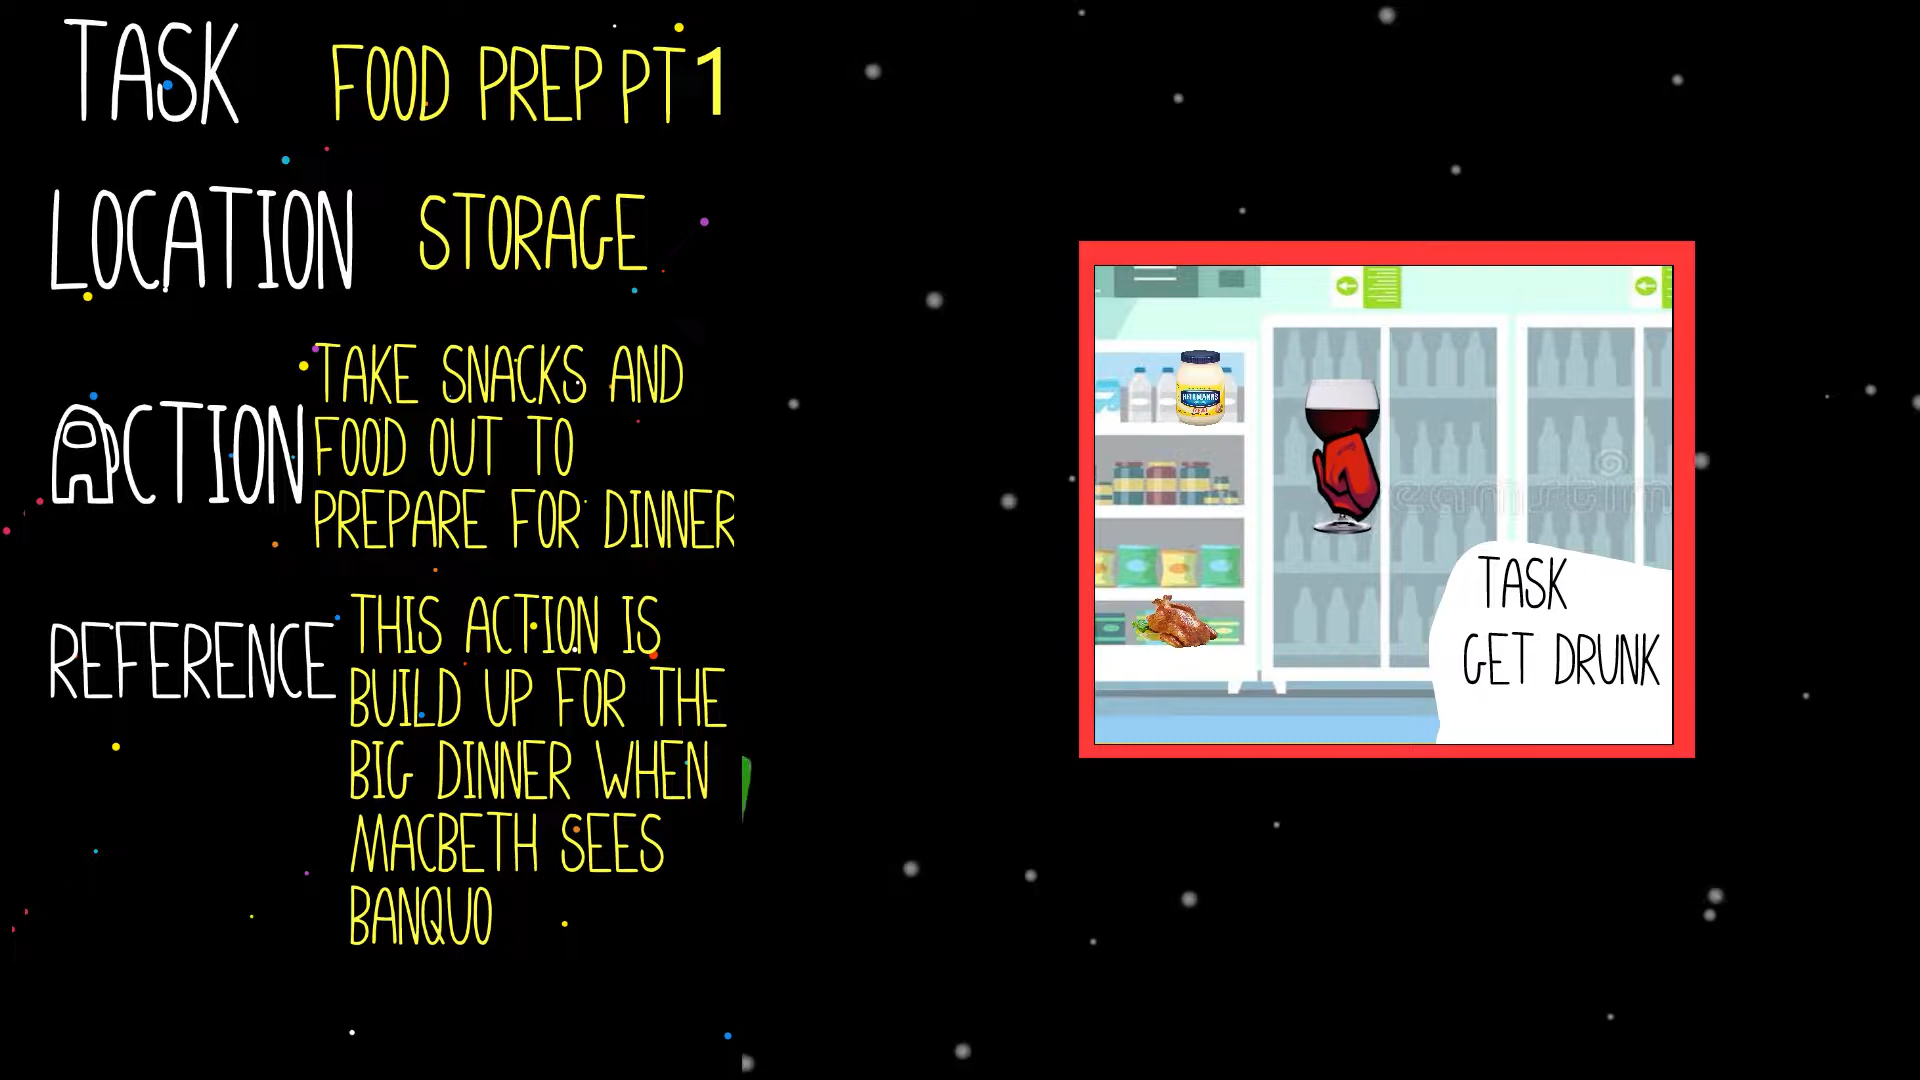 TASK FOOD PREP PT 1
LOCATION STORAGE
ACTION
TAKE SNACKS AND
FOOD OUT TO
PREPARE FOR DINNER
REFERENCE
THIS ACTION IS
BUILD UP FOR THE
BIG DINNER WHEN
MACBETH SEES
BANQUO
HELLMANN'S
TASK
GET DRUNK